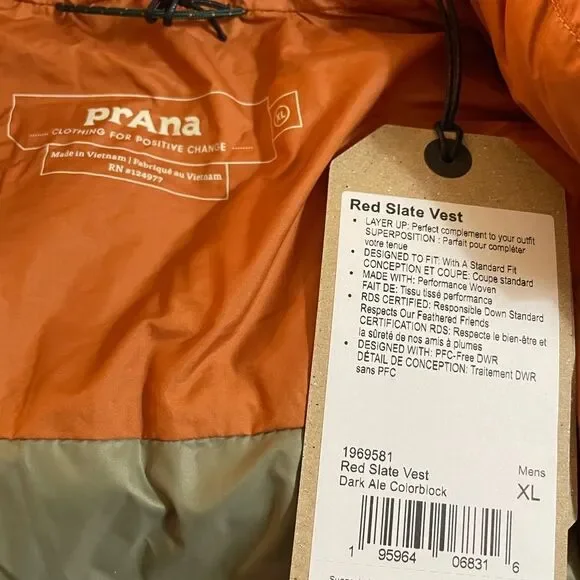 prAna
CLOTHING FOR POSITIVE CHANGE
XL
Made in Vietnam | Fabriqué au Vietnam
RN #124977
Red Slate Vest
• LAYER UP: Perfect complement to your outfit
SUPERPOSITION : Parfait pour compléter
votre tenue
• DESIGNED TO FIT: With A Standard Fit
CONCEPTION ET COUPE: Coupe standard
• MADE WITH: Performance Woven
FAIT DE: Tissu tissé performance
• RDS CERTIFIED: Responsible Down Standard
Respects Our Feathered Friends
CERTIFICATION RDS: Respecte le bien-être et
la sûreté de nos amis à plumes
• DESIGNED WITH: PFC-Free DWR
DÉTAIL DE CONCEPTION: Traitement DWR
sans PFC
1969581
Red Slate Vest
Dark Ale Colorblock
Mens
XL
1 95964 06831 6